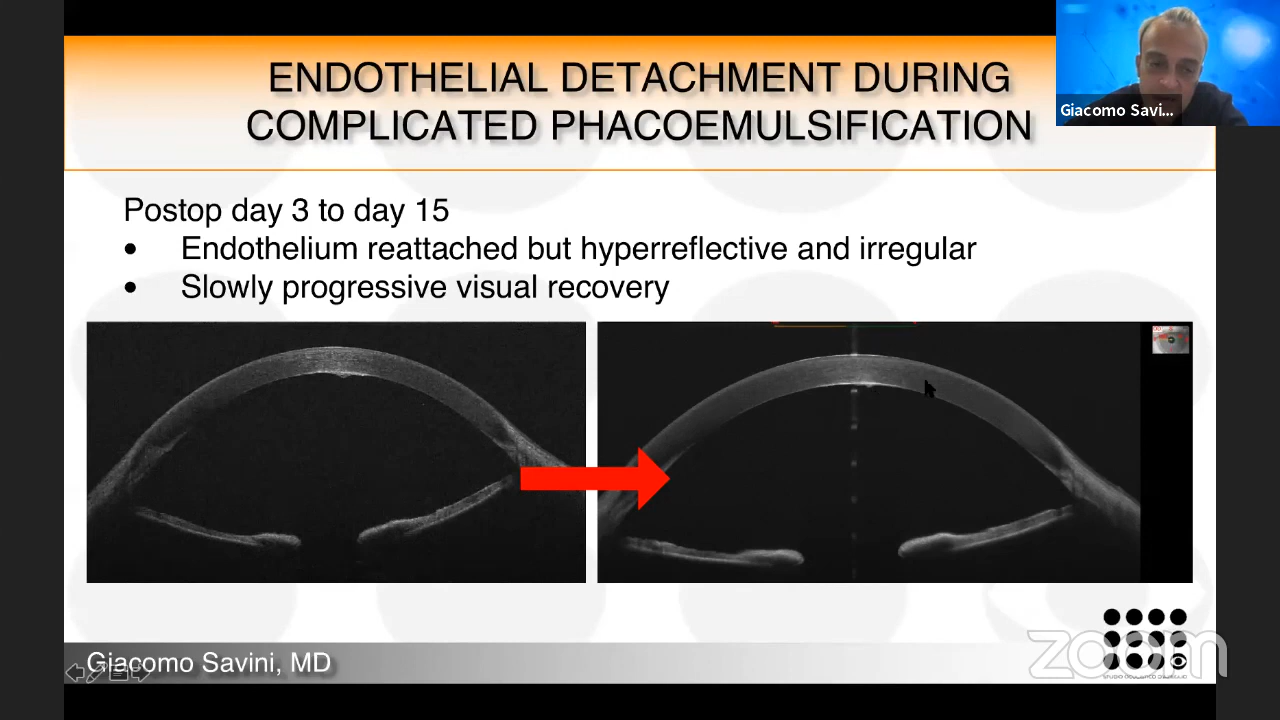 ENDOTHELIAL DETACHMENT DURING
COMPLICATED PHACOEMULSIFICATION
Giacomo Savi...
Postop day 3 to day 15
• Endothelium reattached but hyperreflective and irregular
• Slowly progressive visual recovery
Giacomo Savini, MD
zoom